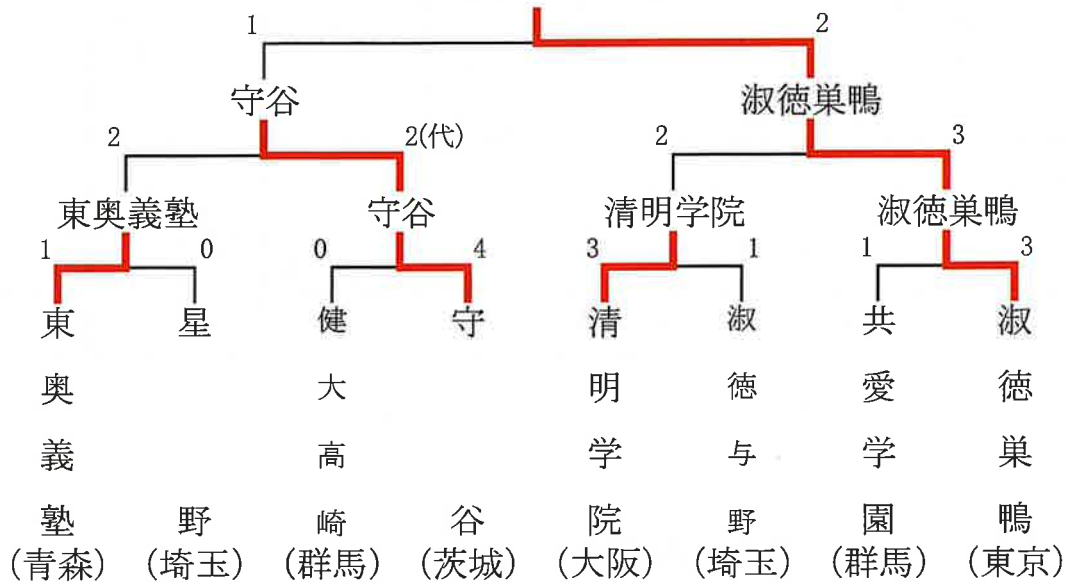 1 2
守谷 淑徳巣鴨
2 2(代) 2 3
東奥義塾 守谷 清明学院 淑徳巣鴨
1 0 0 4 3 1 1 3
東奥義塾(青森)
星野(埼玉)
健大高崎(群馬)
守谷(茨城)
清明学院(大阪)
淑徳与野(埼玉)
共愛学園(群馬)
淑徳巣鴨(東京)